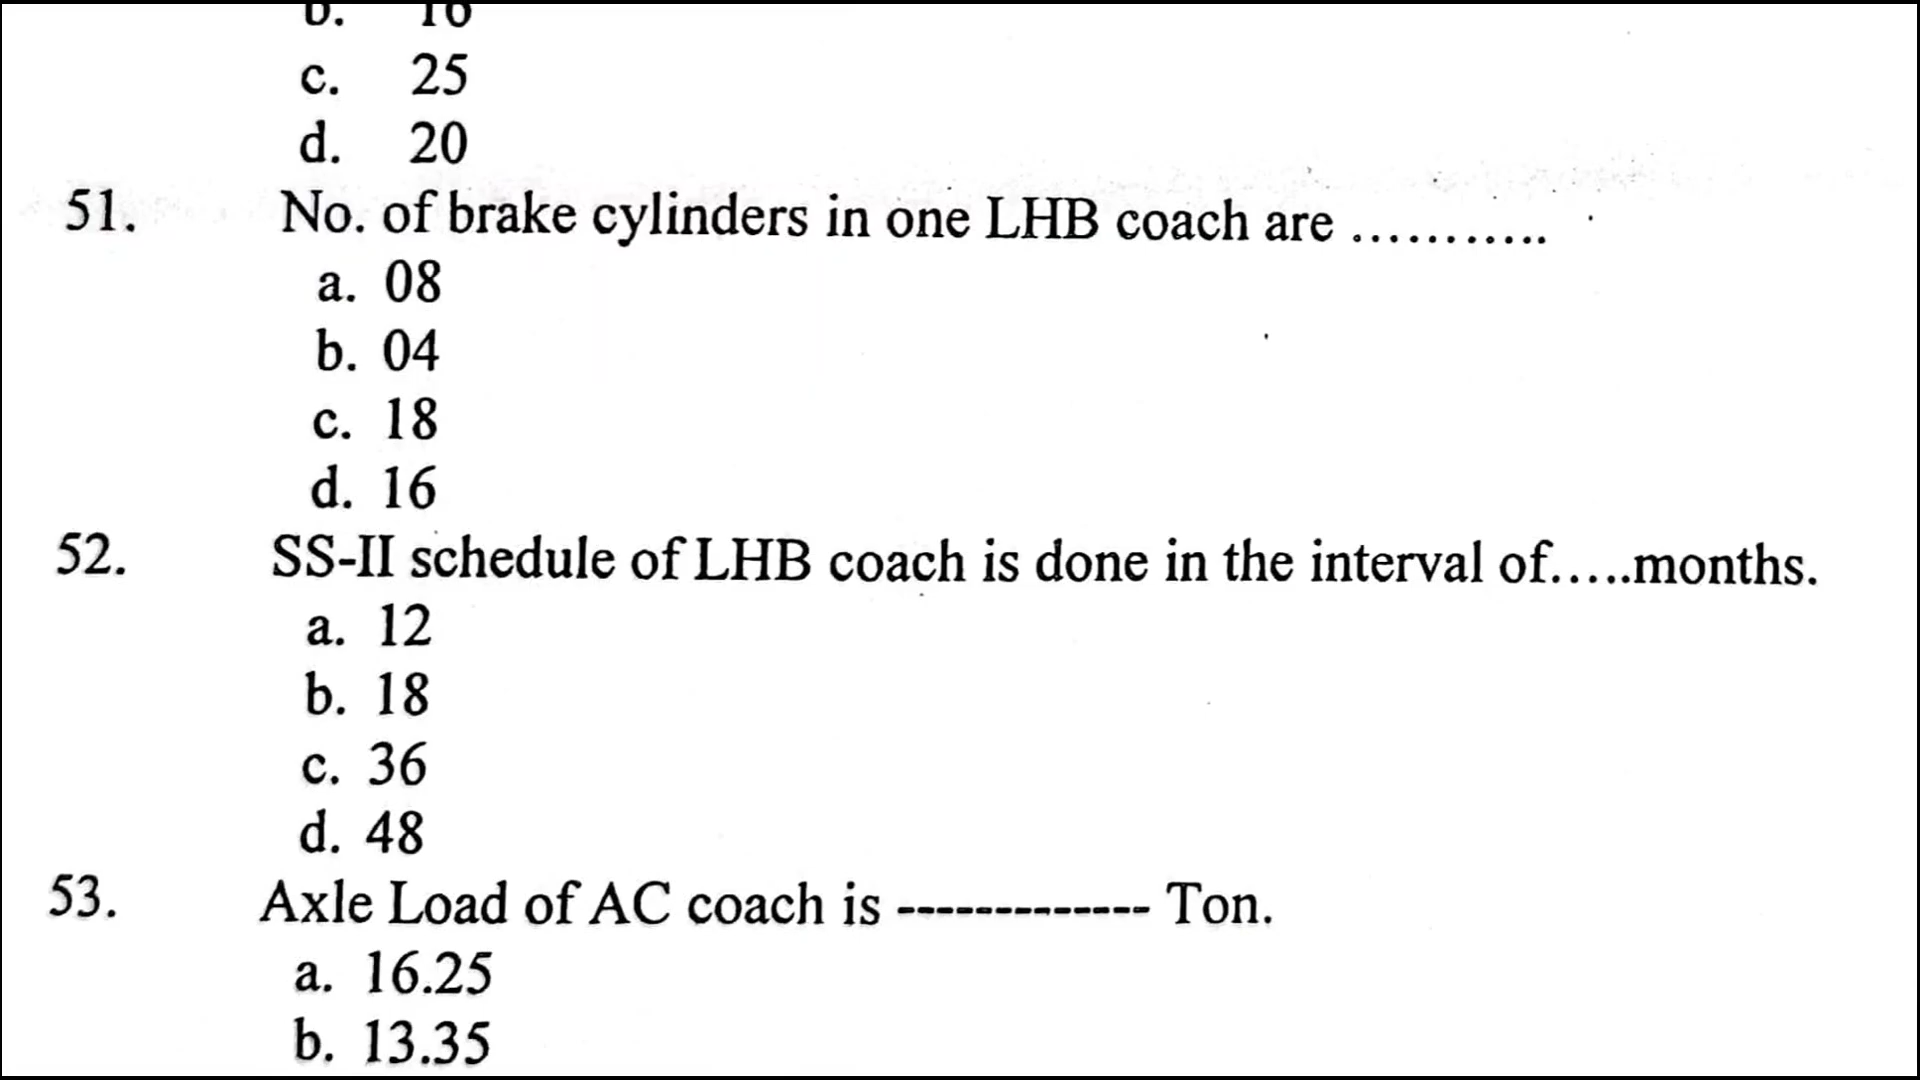 b. 16
c. 25
d. 20
51. No. of brake cylinders in one LHB coach are ...........
a. 08
b. 04
c. 18
d. 16
52. SS-II schedule of LHB coach is done in the interval of.....months.
a. 12
b. 18
c. 36
d. 48
53. Axle Load of AC coach is ------------- Ton.
a. 16.25
b. 13.35